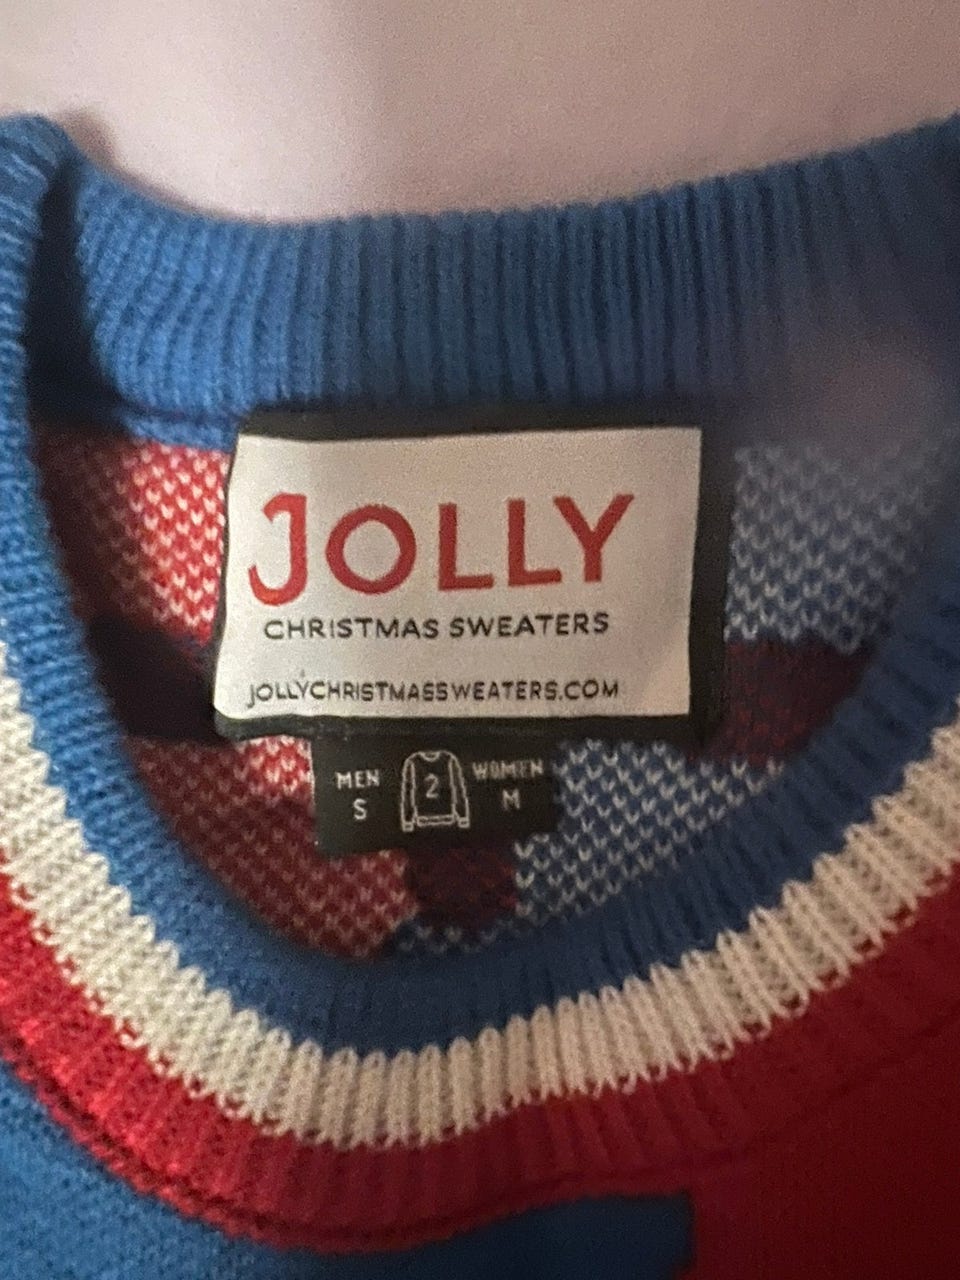 JOLLY
CHRISTMAS SWEATERS
JOLLYCHRISTMASSWEATERS.COM
MEN 2 WOMEN
S M